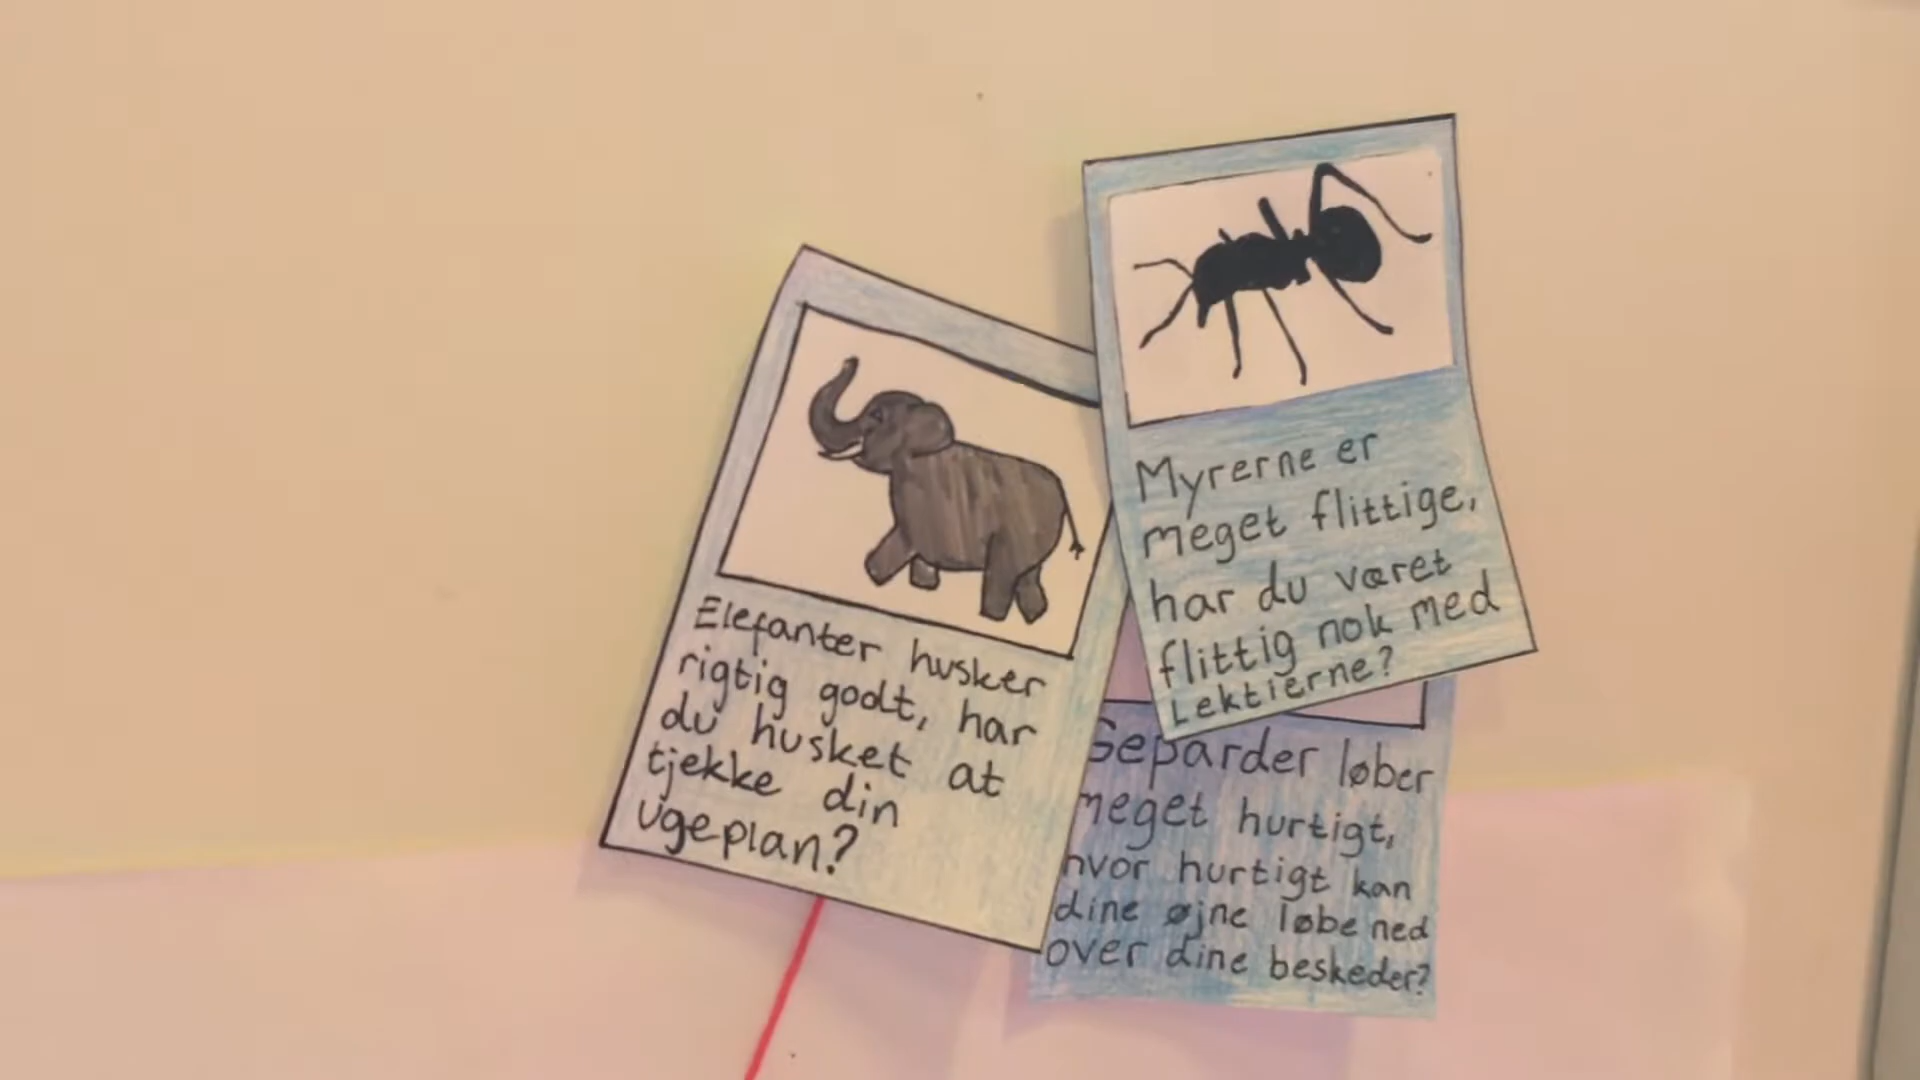 Elefanter husker
rigtig godt, har
du husket at
tjekke din
ugeplan?
Myrerne er
meget flittige,
har du været
flittig nok med
Lektierne?
Geparder løber
meget hurtigt,
hvor hurtigt kan
dine øjne løbe ned
over dine beskeder?